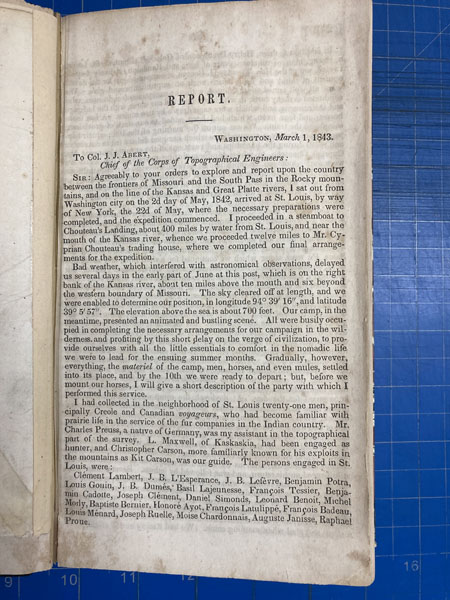 REPORT.
WASHINGTON, March 1, 1843.
To Col. J. J. ABERT,
Chief of the Corps of Topographical Engineers:
SIR: Agreeably to your orders to explore and report upon the country
between the frontiers of Missouri and the South Pass in the Rocky moun-
tains, and on the line of the Kansas and Great Platte rivers, I sat out from
Washington city on the 2d day of May, 1842, arrived at St. Louis, by way
of New York, the 22d of May, where the necessary preparations were
completed, and the expedition commenced. I proceeded in a steamboat to
Chouteau's Landing, about 400 miles by water from St. Louis, and near the
mouth of the Kansas river, whence we proceeded twelve miles to Mr. Cy-
prian Chouteau's trading house, where we completed our final arrange-
ments for the expedition.
Bad weather, which interfered with astronomical observations, delayed
us several days in the early part of June at this post, which is on the right
bank of the Kansas river, about ten miles above the mouth and six beyond
the western boundary of Missouri. The sky cleared off at length, and we
were enabled to determine our position, in longitude 94° 39' 16", and latitude
39° 5' 57". The elevation above the sea is about 700 feet. Our camp, in the
meantime, presented an animated and bustling scene. All were busily occu-
pied in completing the necessary arrangements for our campaign in the wil-
derness, and profiting by this short delay on the verge of civilization, to pro-
vide ourselves with all the little essentials to comfort in the nomadic life
we were to lead for the ensuing summer months. Gradually, however,
everything, the materiel of the camp, men, horses, and even mules, settled
into its place, and by the 10th we were ready to depart; but, before we
mount our horses, I will give a short description of the party with which I
performed this service.
I had collected in the neighborhood of St. Louis twenty-one men, prin-
cipally Creole and Canadian voyageurs, who had become familiar with
prairie life in the service of the fur companies in the Indian country. Mr.
Charles Preuss, a native of Germany, was my assistant in the topographical
part of the survey. L. Maxwell, of Kaskaskia, had been engaged as
hunter, and Christopher Carson, more familiarly known for his exploits in
the mountains as Kit Carson, was our guide. The persons engaged in St.
Louis, were:
Clément Lambert, J. B. L'Esperance, J. B. Lefèvre, Benjamin Potra,
Louis Gouin, J. B. Dumés, Basil Lajeunesse, François Tessier, Benja-
min Cadotte, Joseph Clément, Daniel Simonds, Leonard Benoit, Michel
Morly, Baptiste Bernier, Honoré Ayot, François Latulippe, François Badeau,
Louis Ménard, Joseph Ruelle, Moise Chardonnais, Auguste Janisse, Raphael
Proue.
9 10 11 12 13 14 15 16